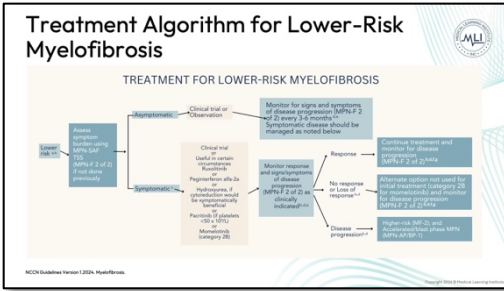 Treatment Algorithm for Lower-Risk
Myelofibrosis
MLI
TREATMENT FOR LOWER-RISK MYELOFIBROSIS
Lower
risk
Assess
symptom
burden using
MPN-SAF
TSS
(MPN-F 2 of 2)
if not done
previously
Asymptomatic
Clinical trial or
Observation
Monitor for signs and symptoms
of disease progression (MPN-F 2
of 2) every 3-6 months
Symptomatic disease should be
managed as noted below
Symptomatic
Clinical trial
or
Useful in certain
circumstances
Ruxolitinib
or
Peginterferon alfa-2a
or
Hydroxyurea, if
cytoreduction would
be symptomatically
beneficial
or
Pacritinib (if platelets
<50 x 10
or
Momelotinib
(category 2B)
Monitor response
and signs/symptoms
of disease
progression
(MPN-F 2 of 2) as
clinically
indicated
Response
Continue treatment and
monitor for disease
progression
(MPN-F 2 of 2)
No response
or Loss of
response
Alternate option not used for
initial treatment (category 2B
for momelotinib) and monitor
for disease progression
(MPN-F 2 of 2)
Disease
progression
Higher-risk (MF-2), and
Accelerated/blast phase MPN
(MPN-AP/BP-1)
NCCN Guidelines Version 1.2024. Myelofibrosis.
Copyright 2024 © Medical Learning Institute